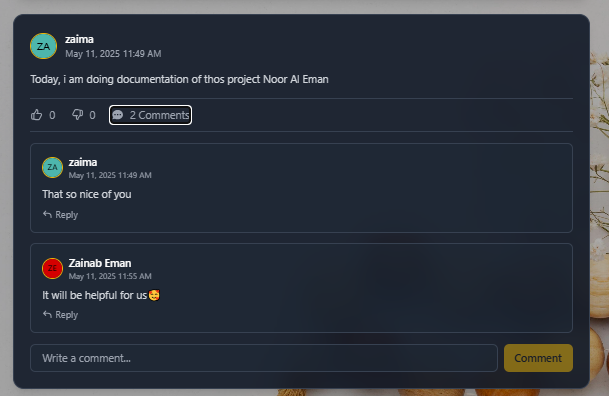 ZA zaima
May 11, 2025 11:49 AM
Today, i am doing documentation of thos project Noor Al Eman
0 0 2 Comments
ZA zaima
May 11, 2025 11:49 AM
That so nice of you
Reply
ZE Zainab Eman
May 11, 2025 11:55 AM
It will be helpful for us🥰
Reply
Write a comment... Comment